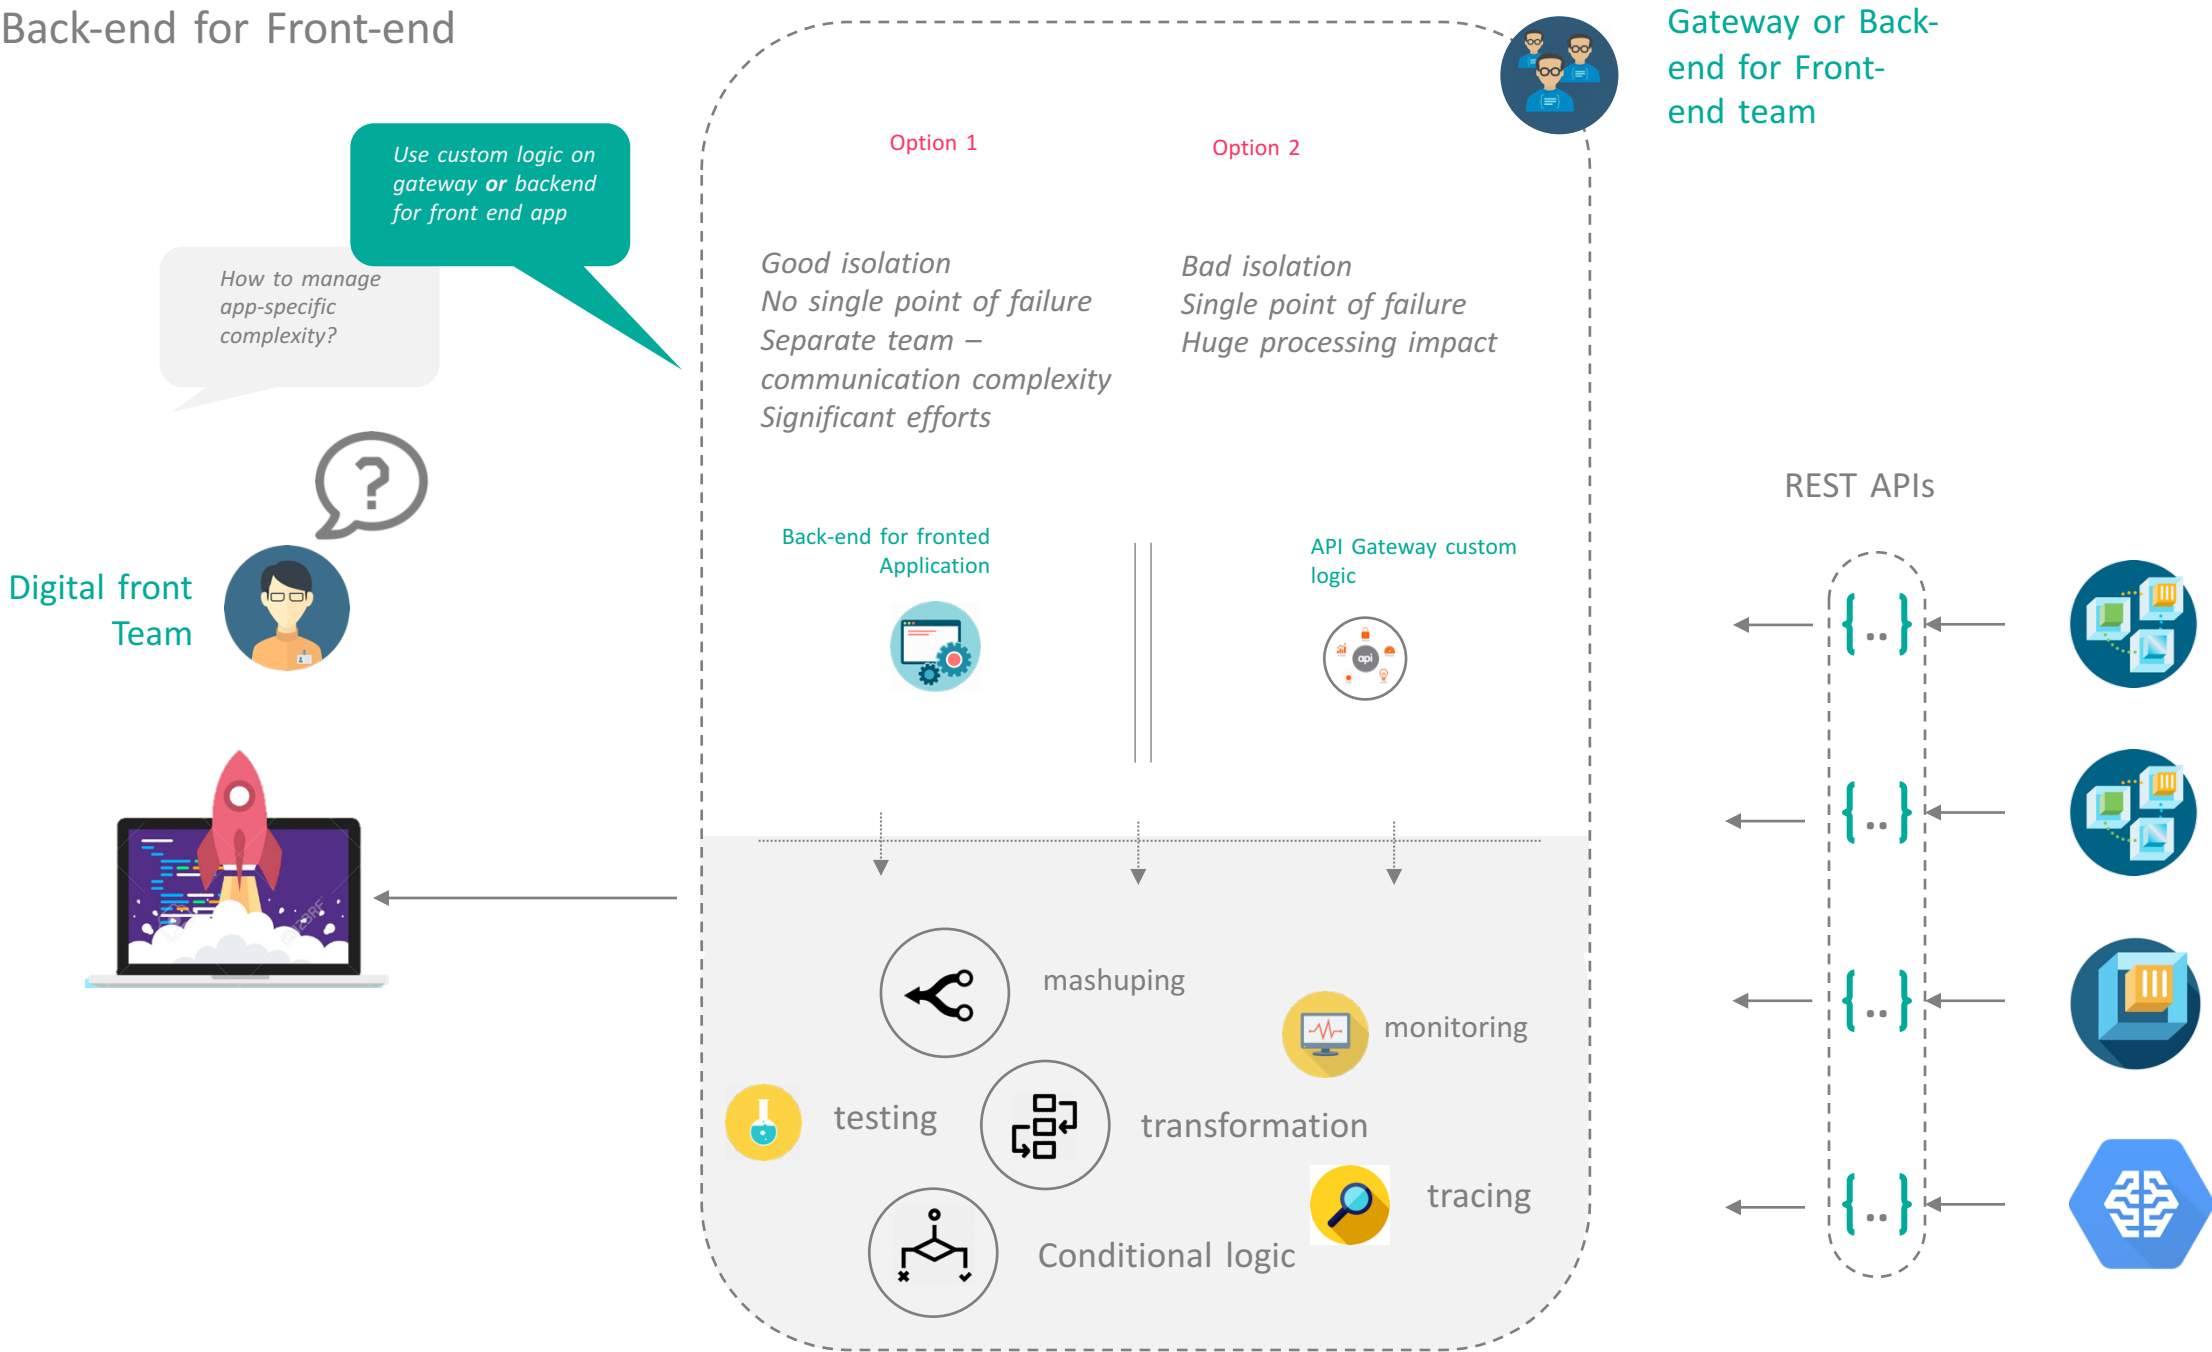 Back-end for Front-end
Gateway or Back-
end for Front-
end team
Use custom logic on
gateway or backend
for front end app
How to manage
app-specific
complexity?
Option 1
Option 2
Good isolation
No single point of failure
Separate team –
communication complexity
Significant efforts
Bad isolation
Single point of failure
Huge processing impact
?
Digital front
Team
Back-end for fronted
Application
API Gateway custom
logic
api
REST APIs
{..}
{..}
{..}
{..}
mashuping
monitoring
testing
transformation
tracing
Conditional logic